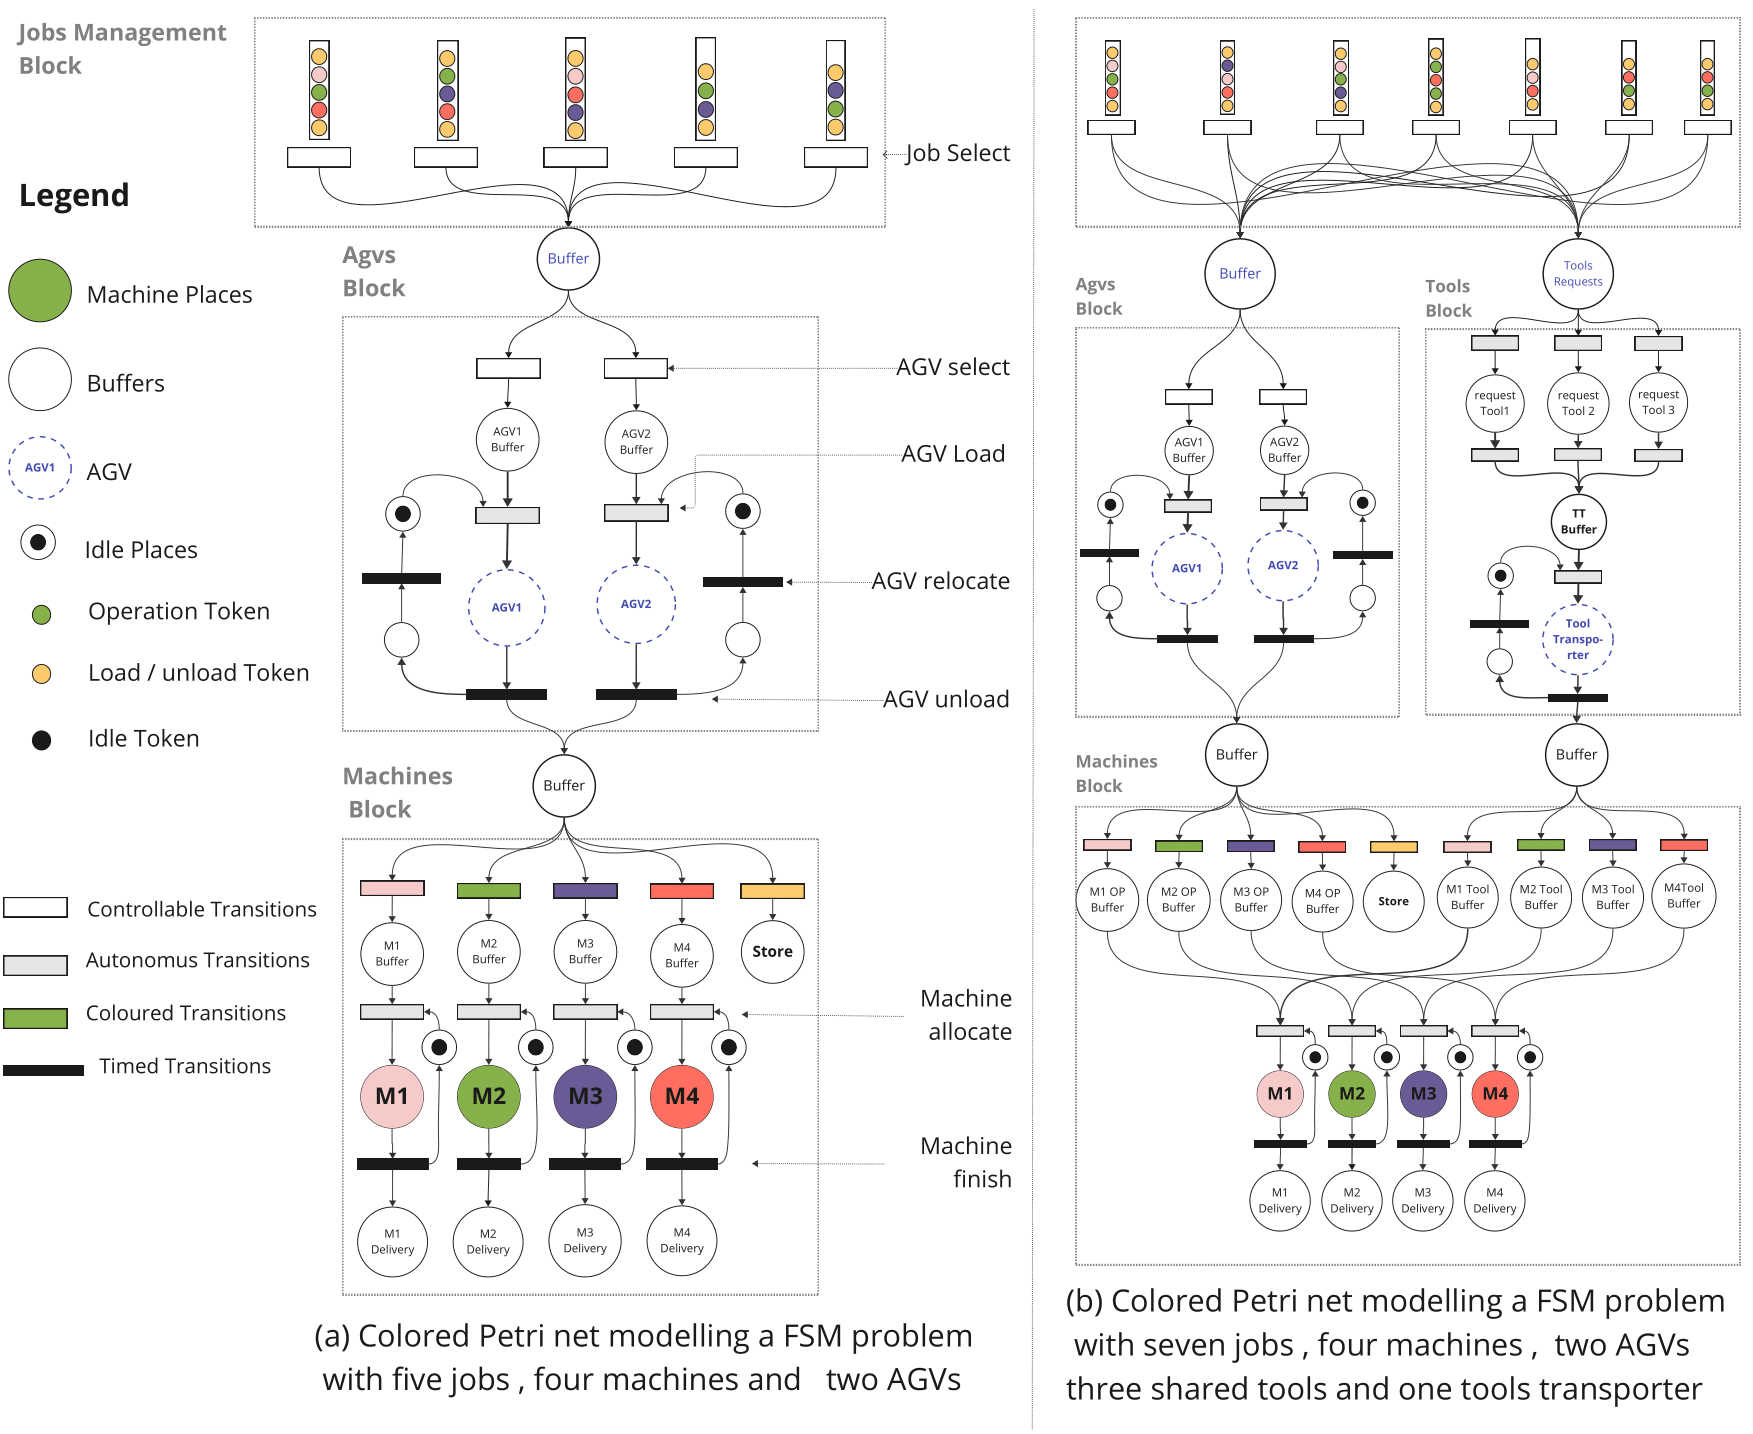 Jobs Management
Block
Job Select
Legend
Machine Places
Buffers
AGV1
AGV
Idle Places
Operation Token
Load / unload Token
Idle Token
Controllable Transitions
Autonomus Transitions
Coloured Transitions
Timed Transitions
Buffer
Agvs
Block
AGV select
AGV1
Buffer
AGV2
Buffer
AGV Load
AGV1
AGV2
AGV relocate
AGV unload
Machines
Block
Buffer
M1
Buffer
M2
Buffer
M3
Buffer
M4
Buffer
Store
Machine
allocate
M1
M2
M3
M4
Machine
finish
M1
Delivery
M2
Delivery
M3
Delivery
M4
Delivery
(a) Colored Petri net modelling a FSM problem
with five jobs , four machines and two AGVs
Buffer
Tools
Requests
Agvs
Block
Tools
Block
AGV1
Buffer
AGV2
Buffer
AGV1
AGV2
request
Tool1
request
Tool 2
request
Tool 3
TT
Buffer
Tool
Transpo-
rter
Buffer
Buffer
Machines
Block
M1 OP
Buffer
M2 OP
Buffer
M3 OP
Buffer
M4 OP
Buffer
Store
M1 Tool
Buffer
M2 Tool
Buffer
M3 Tool
Buffer
M4Tool
Buffer
M1
M2
M3
M4
M1
Delivery
M2
Delivery
M3
Delivery
M4
Delivery
(b) Colored Petri net modelling a FSM problem
with seven jobs , four machines , two AGVs
three shared tools and one tools transporter